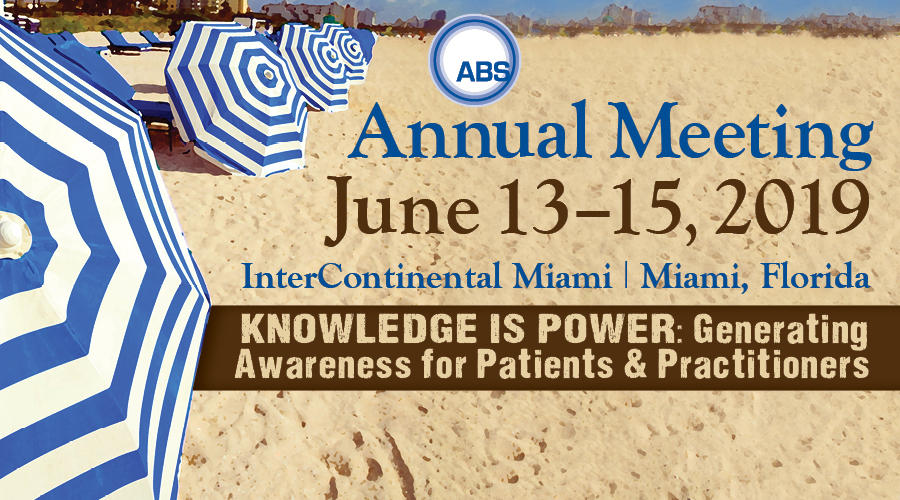 ABS
Annual Meeting
June 13–15, 2019
InterContinental Miami | Miami, Florida
KNOWLEDGE IS POWER: Generating
Awareness for Patients & Practitioners